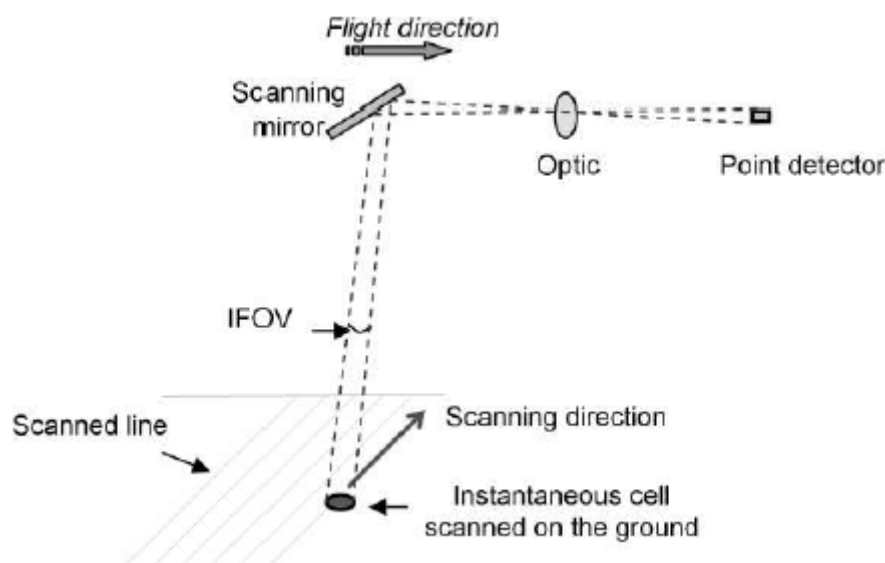 Flight direction
Scanning
mirror
Optic
Point detector
IFOV
Scanned line
Scanning direction
Instantaneous cell
scanned on the ground